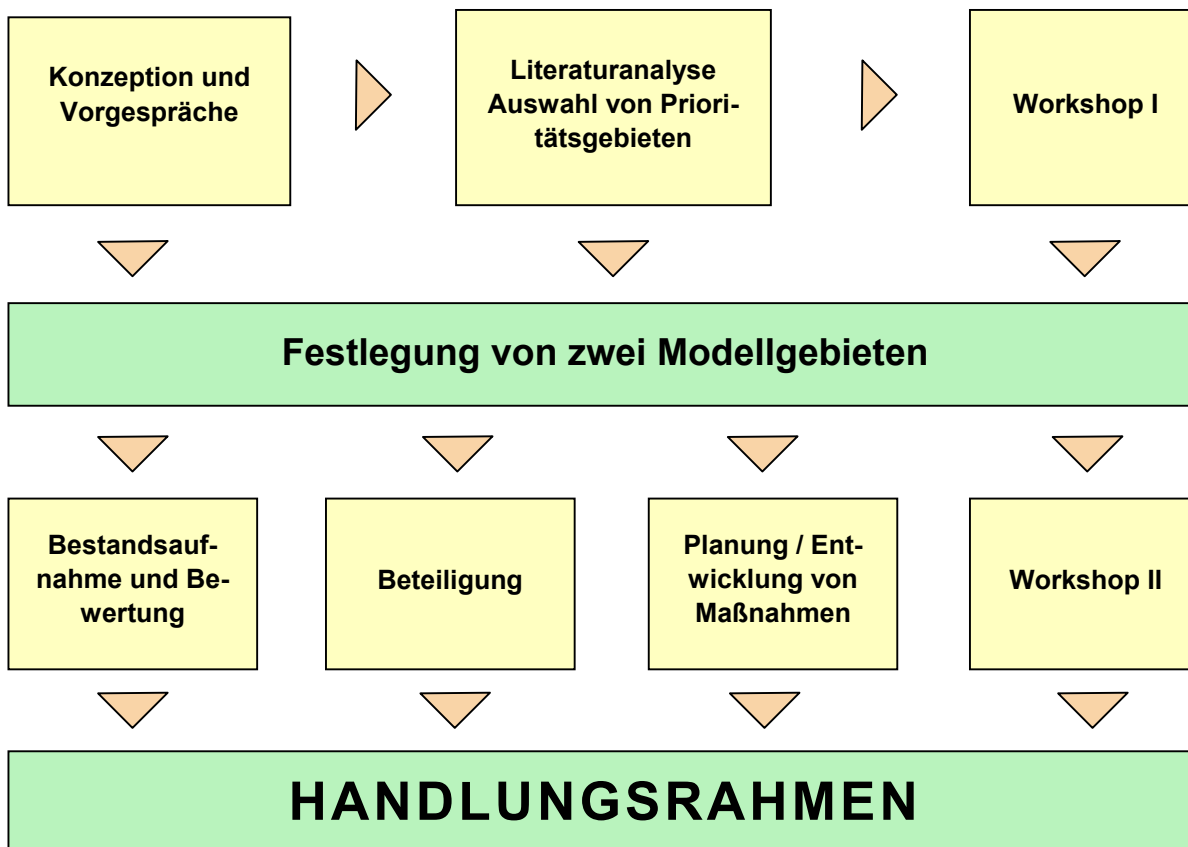 Konzeption und
Vorgespräche
Literaturanalyse
Auswahl von Priori-
tätsgebieten
Workshop I
Festlegung von zwei Modellgebieten
Bestandsauf-
nahme und Be-
wertung
Beteiligung
Planung / Ent-
wicklung von
Maßnahmen
Workshop II
HANDLUNGSRAHMEN